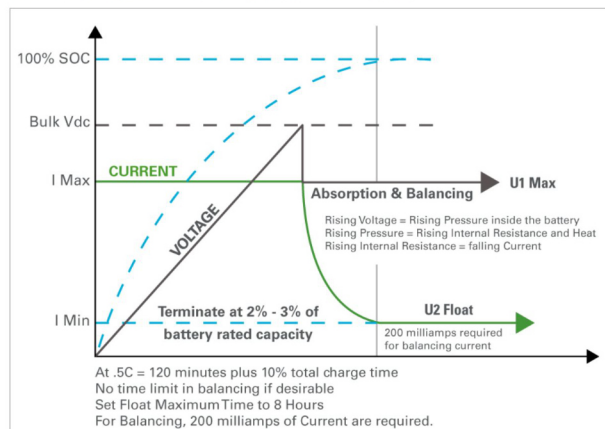 100% SOC
Bulk Vdc
I Max
CURRENT
VOLTAGE
U1 Max
Absorption & Balancing
Rising Voltage = Rising Pressure inside the battery
Rising Pressure = Rising Internal Resistance and Heat
Rising Internal Resistance = falling Current
I Min
Terminate at 2% - 3% of
battery rated capacity
U2 Float
200 milliamps required
for balancing current
At .5C = 120 minutes plus 10% total charge time
No time limit in balancing if desirable
Set Float Maximum Time to 8 Hours
For Balancing, 200 milliamps of Current are required.